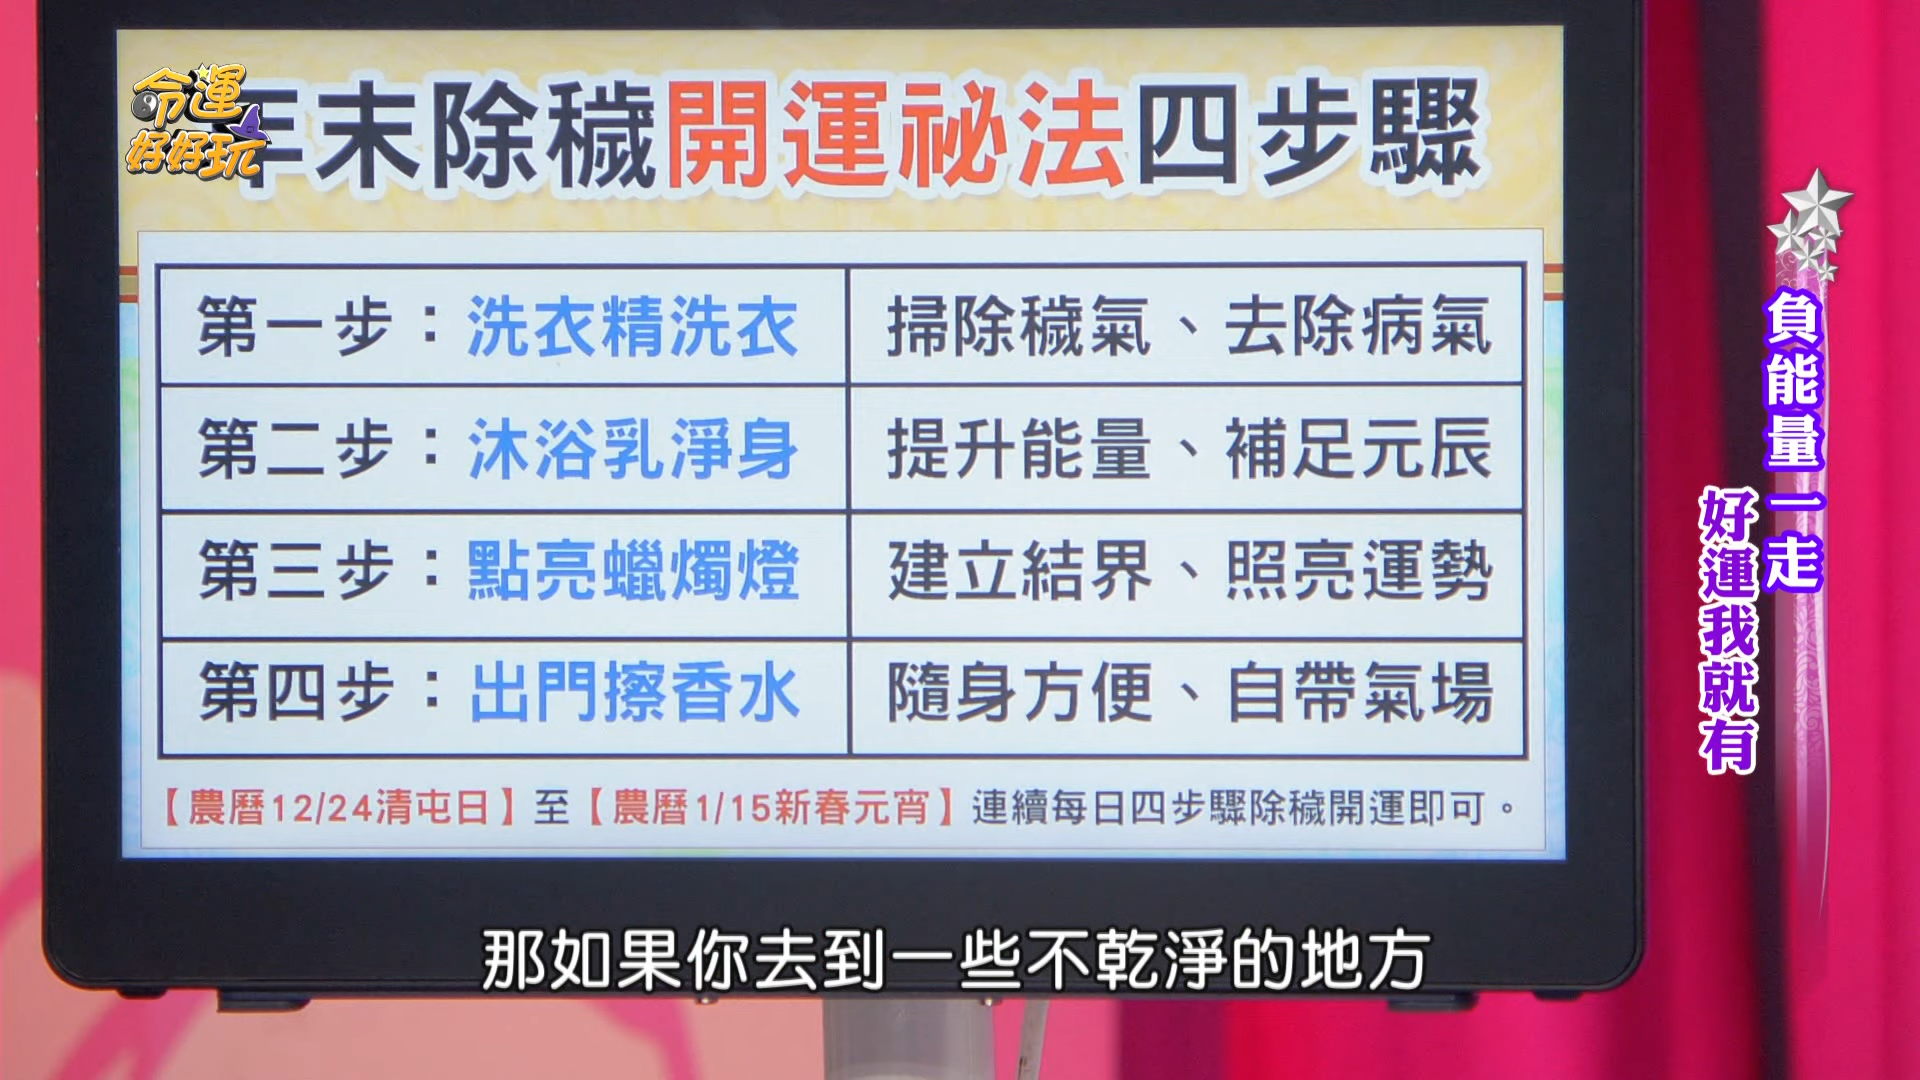 命運
好好玩
年末除穢開運祕法四步驟
第一步：洗衣精洗衣 掃除穢氣、去除病氣
第二步：沐浴乳淨身 提升能量、補足元辰
第三步：點亮蠟燭燈 建立結界、照亮運勢
第四步：出門擦香水 隨身方便、自帶氣場
【農曆12/24清屯日】至【農曆1/15新春元宵】連續每日四步驟除穢開運即可。
負能量一走
好運我就有
那如果你去到一些不乾淨的地方